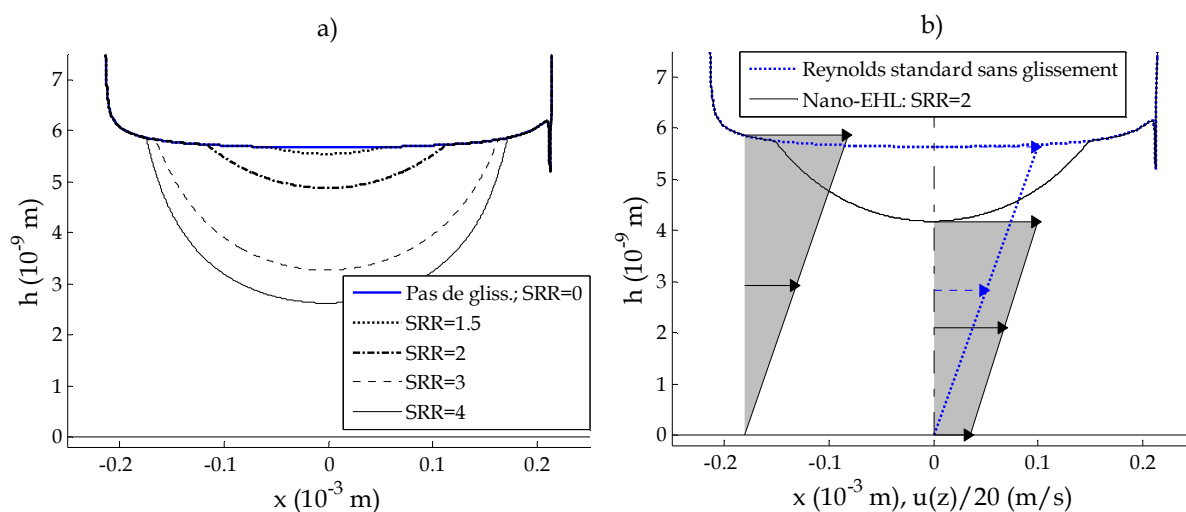 a)
7
6
5
4
3
2
1
0
h (10⁻⁹ m)
Pas de gliss.; SRR=0
SRR=1.5
SRR=2
SRR=3
SRR=4
-0.2
-0.1
0
0.1
0.2
x (10⁻³ m)
b)
Reynolds standard sans glissement
Nano-EHL: SRR=2
7
6
5
4
3
2
1
0
h (10⁻⁹ m)
-0.2
-0.1
0
0.1
0.2
x (10⁻³ m), u(z)/20 (m/s)